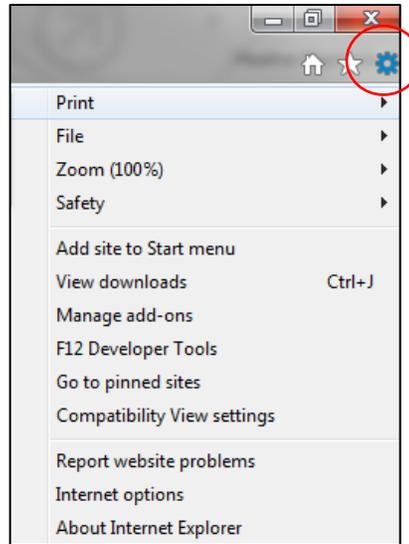 Print
File
Zoom (100%)
Safety
Add site to Start menu
View downloads Ctrl+J
Manage add-ons
F12 Developer Tools
Go to pinned sites
Compatibility View settings
Report website problems
Internet options
About Internet Explorer